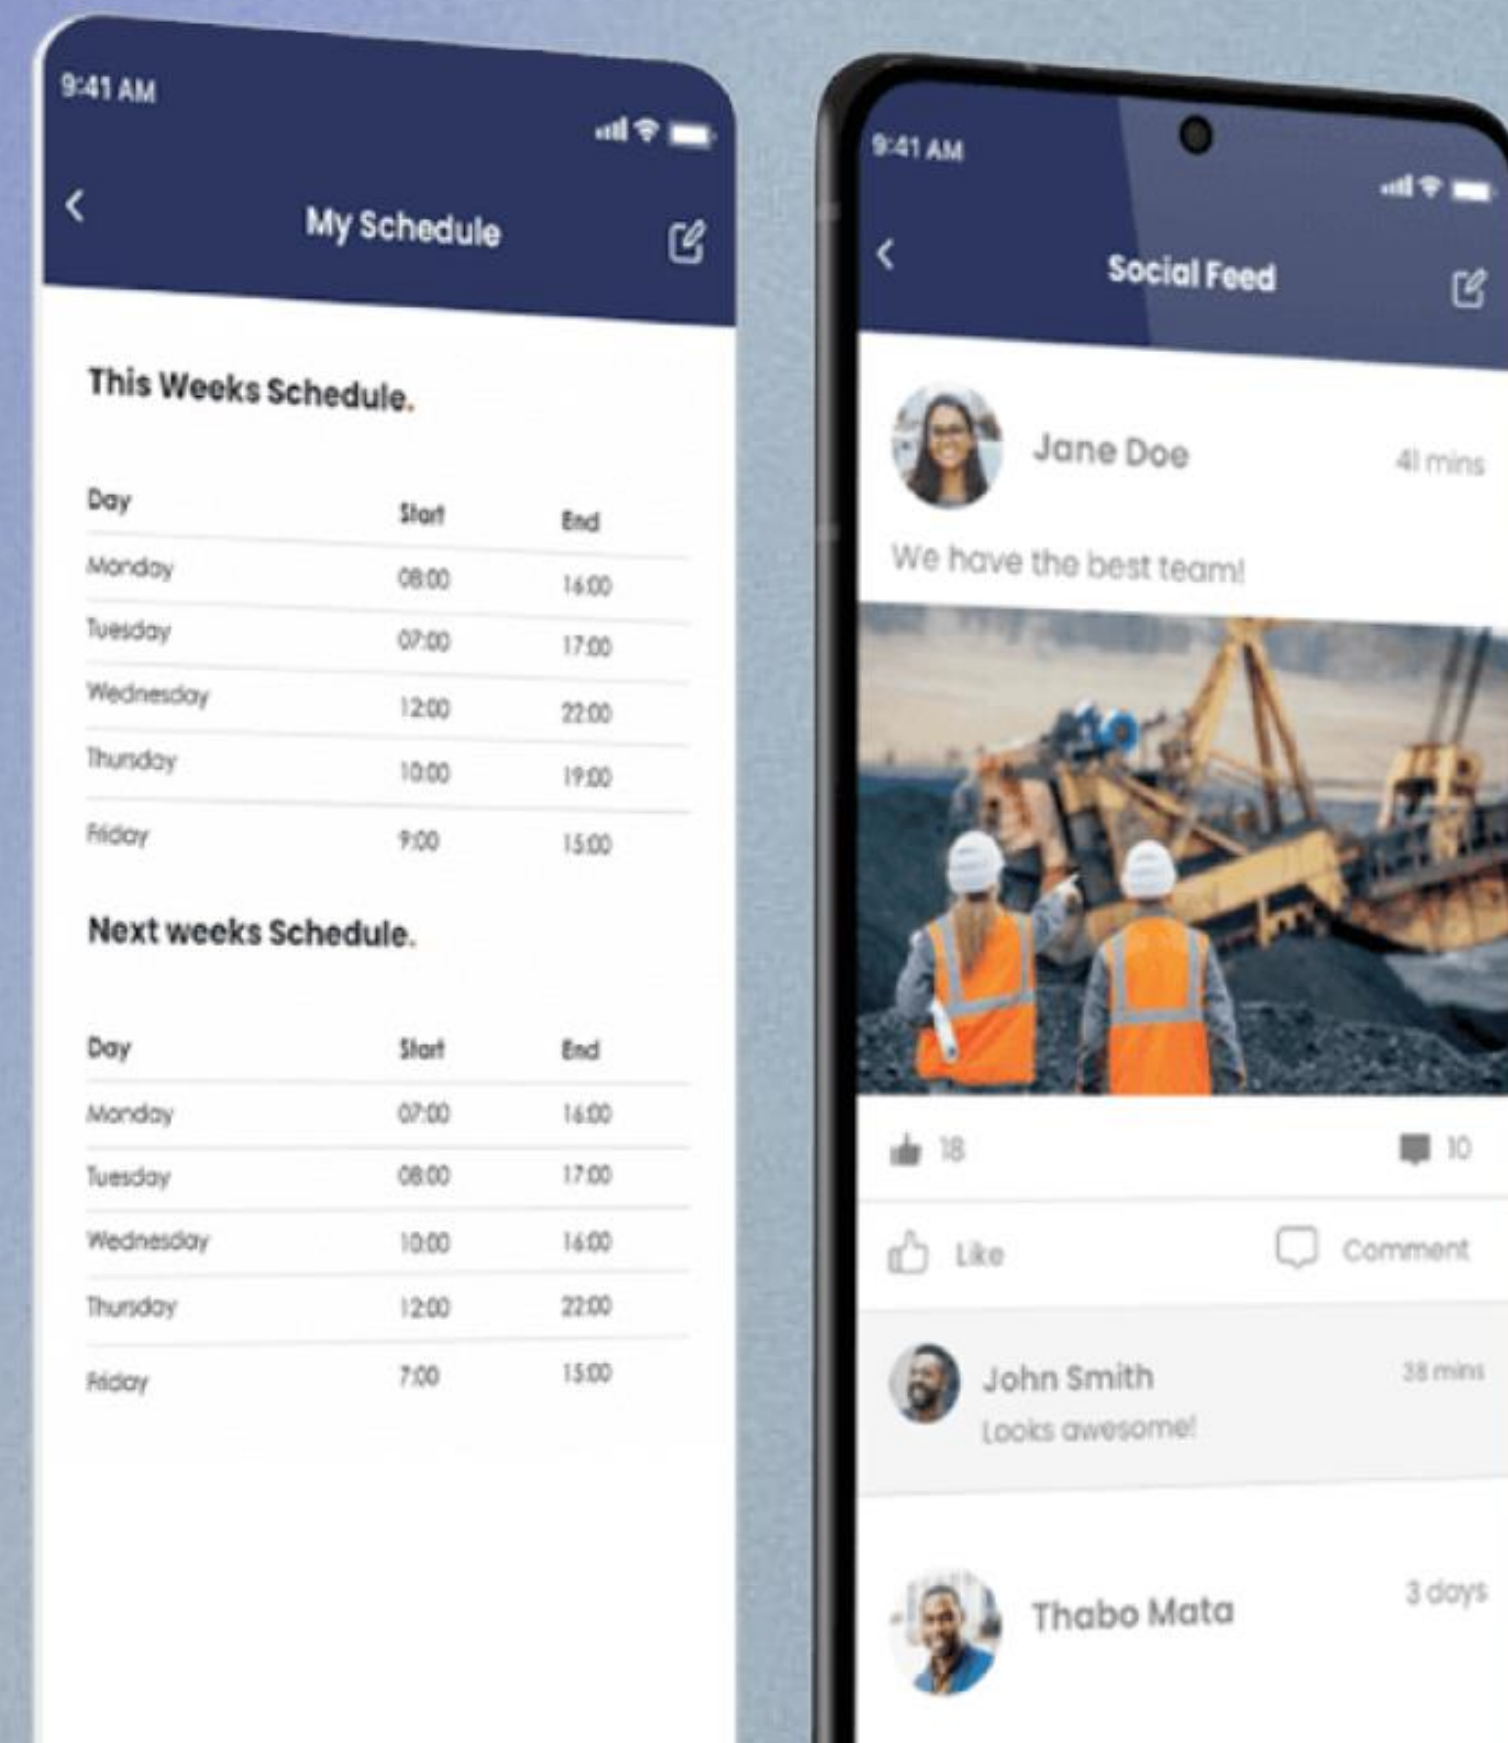 9:41 AM
My Schedule
This Weeks Schedule.
Day Start End
Monday 08:00 16:00
Tuesday 07:00 17:00
Wednesday 12:00 22:00
Thursday 10:00 19:00
Friday 9:00 15:00
Next weeks Schedule.
Day Start End
Monday 07:00 16:00
Tuesday 08:00 17:00
Wednesday 10:00 16:00
Thursday 12:00 22:00
Friday 7:00 15:00
9:41 AM
Social Feed
Jane Doe 41 mins
We have the best team!
18 10
Like Comment
John Smith 38 mins
Looks awesome!
Thabo Mata 3 days